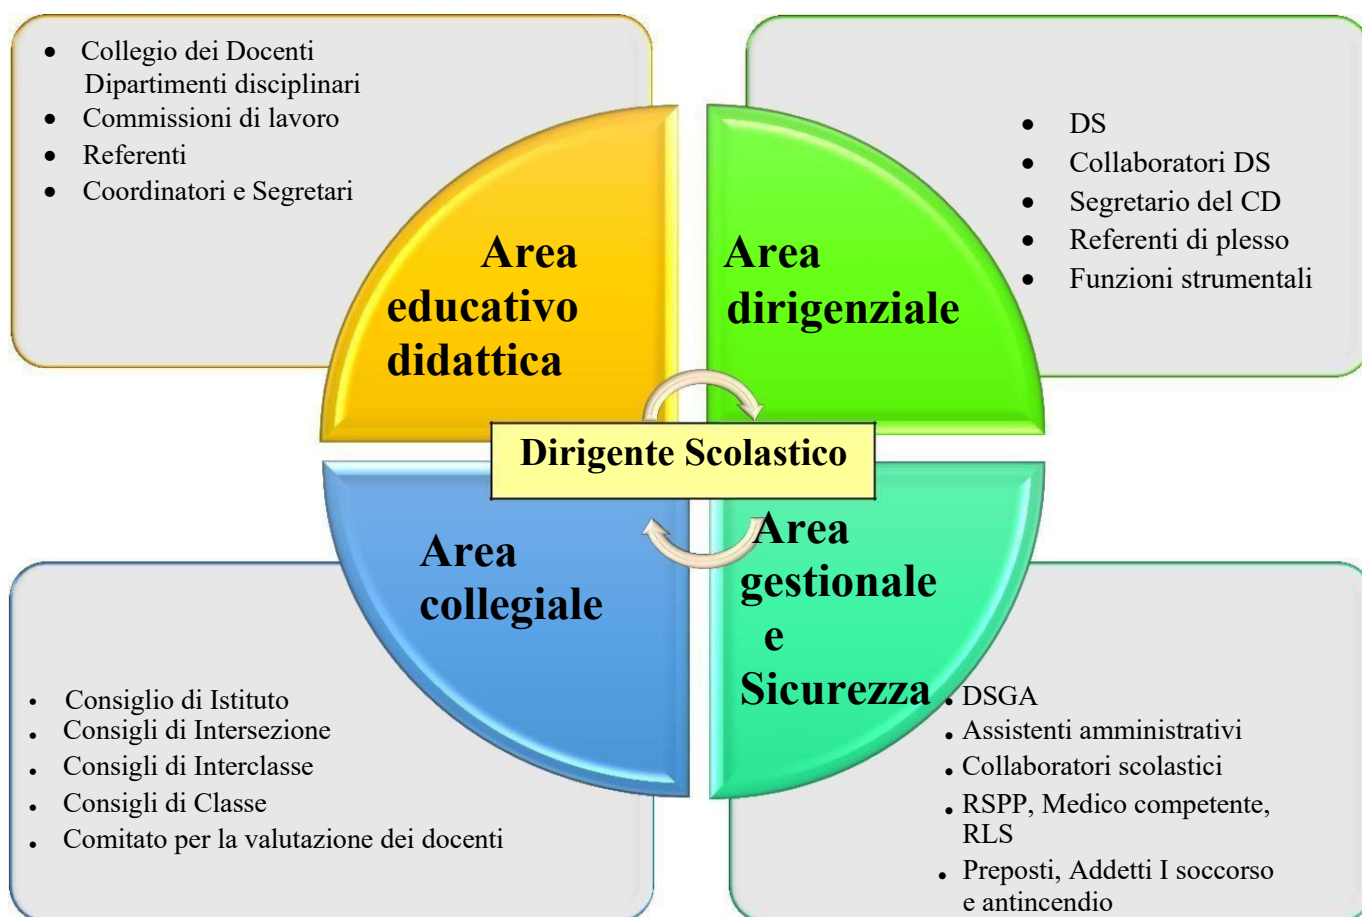 • Collegio dei Docenti
Dipartimenti disciplinari
• Commissioni di lavoro
• Referenti
• Coordinatori e Segretari
• DS
• Collaboratori DS
• Segretario del CD
• Referenti di plesso
• Funzioni strumentali
Area
educativo
didattica
Area
dirigenziale
Dirigente Scolastico
Area
collegiale
Area
gestionale
e
Sicurezza
• Consiglio di Istituto
• Consigli di Intersezione
• Consigli di Interclasse
• Consigli di Classe
• Comitato per la valutazione dei docenti
• DSGA
• Assistenti amministrativi
• Collaboratori scolastici
• RSPP, Medico competente,
RLS
• Preposti, Addetti I soccorso
e antincendio